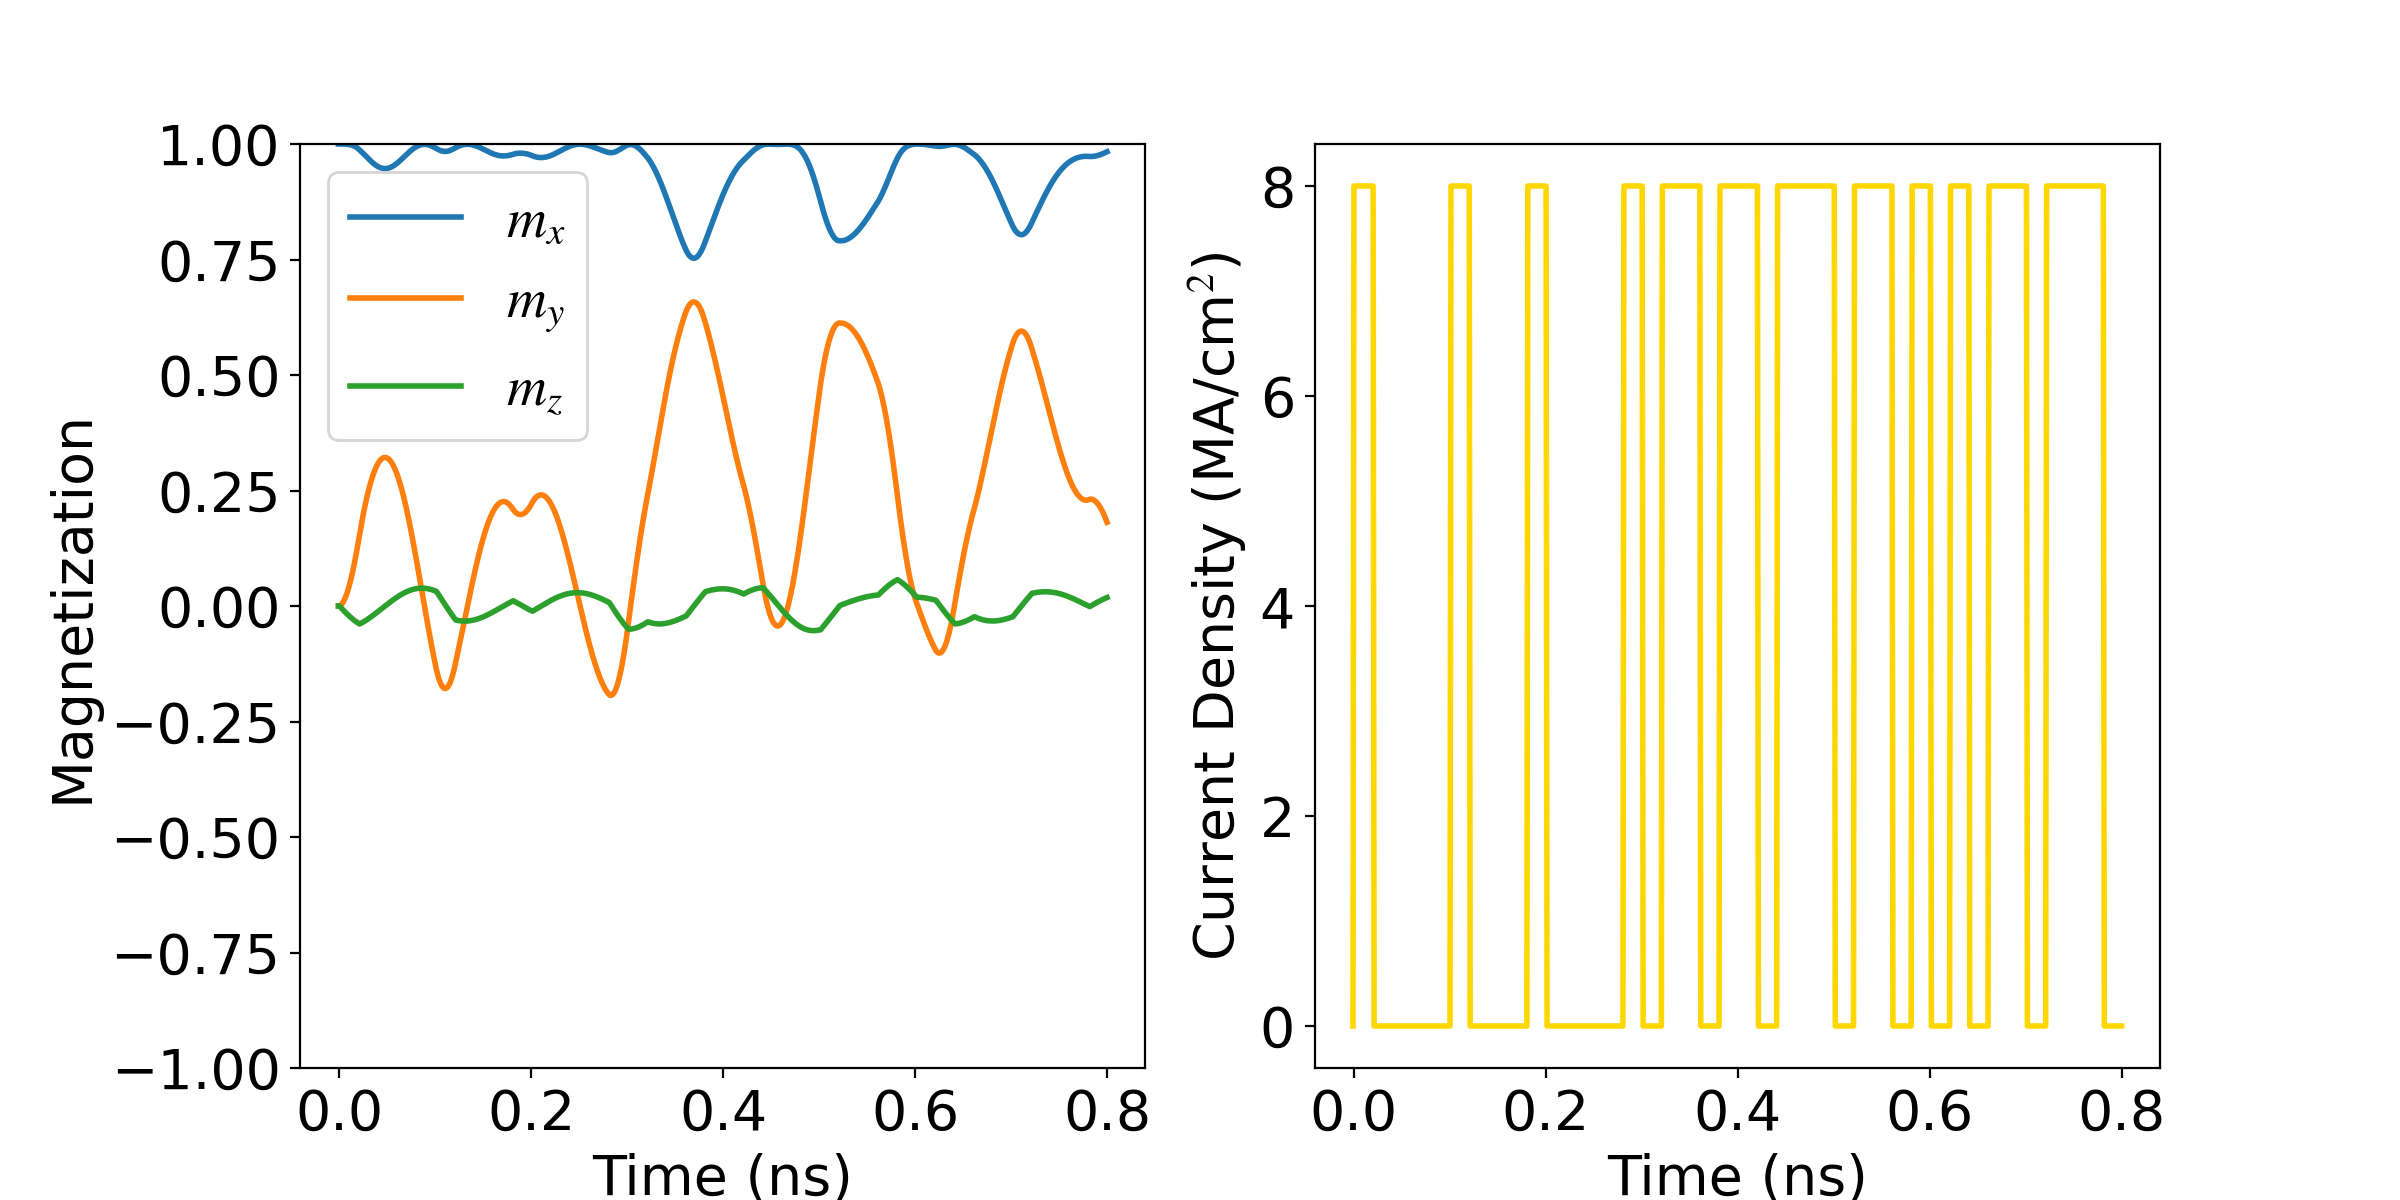 Magnetization
1.00
0.75
0.50
0.25
0.00
−0.25
−0.50
−0.75
−1.00
m_x
m_y
m_z
0.0 0.2 0.4 0.6 0.8
Time (ns)
Current Density (MA/cm²)
8
6
4
2
0
0.0 0.2 0.4 0.6 0.8
Time (ns)